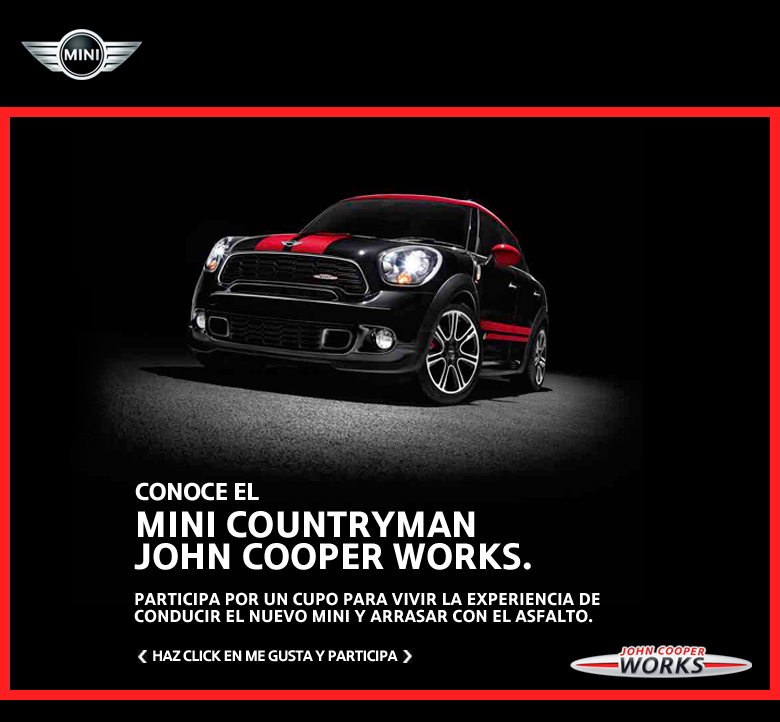 MINI
CONOCE EL
MINI COUNTRYMAN
JOHN COOPER WORKS.
PARTICIPA POR UN CUPO PARA VIVIR LA EXPERIENCIA DE
CONDUCIR EL NUEVO MINI Y ARRASAR CON EL ASFALTO.
❮ HAZ CLICK EN ME GUSTA Y PARTICIPA ❯
JOHN COOPER
WORKS